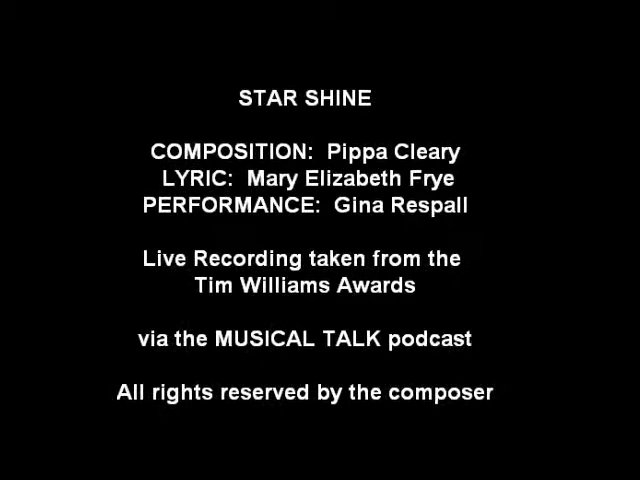 STAR SHINE
COMPOSITION: Pippa Cleary
LYRIC: Mary Elizabeth Frye
PERFORMANCE: Gina Respall
Live Recording taken from the
Tim Williams Awards
via the MUSICAL TALK podcast
All rights reserved by the composer